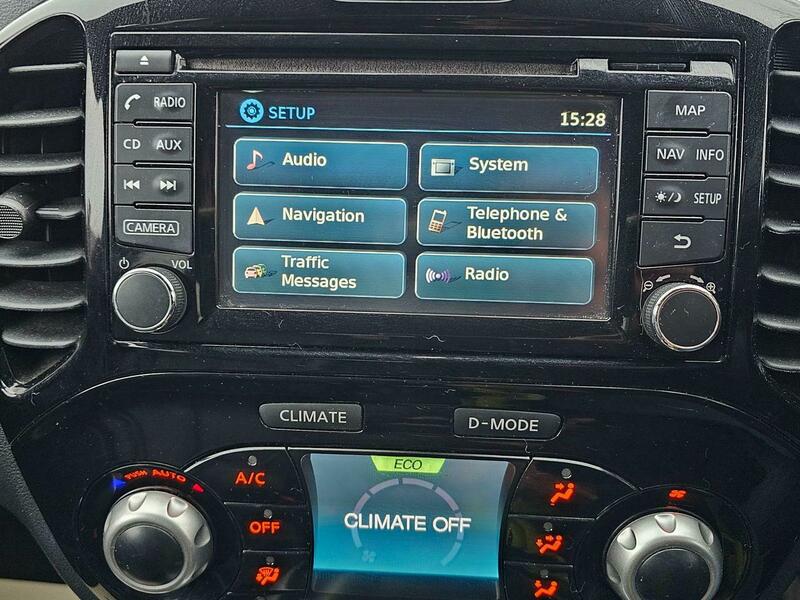 SETUP 15:28
RADIO
MAP
Audio
System
CD AUX
NAV INFO
SETUP
Navigation
Telephone &
Bluetooth
CAMERA
Traffic
Messages
Radio
VOL
CLIMATE
D-MODE
ECO
PUSH AUTO
A/C
CLIMATE OFF
OFF